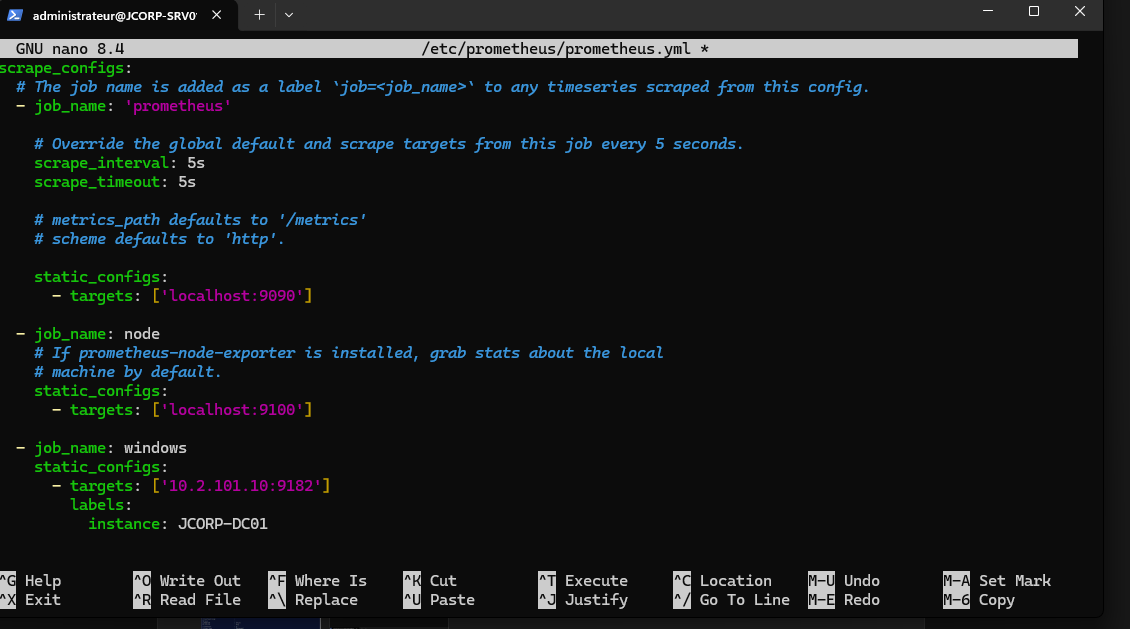 administrateur@JCORP-SRV0
GNU nano 8.4 /etc/prometheus/prometheus.yml *
scrape_configs:
  # The job name is added as a label `job=<job_name>` to any timeseries scraped from this config.
  - job_name: 'prometheus'

    # Override the global default and scrape targets from this job every 5 seconds.
    scrape_interval: 5s
    scrape_timeout: 5s

    # metrics_path defaults to '/metrics'
    # scheme defaults to 'http'.

    static_configs:
      - targets: ['localhost:9090']

  - job_name: node
    # If prometheus-node-exporter is installed, grab stats about the local
    # machine by default.
    static_configs:
      - targets: ['localhost:9100']

  - job_name: windows
    static_configs:
      - targets: ['10.2.101.10:9182']
        labels:
          instance: JCORP-DC01

^G Help ^O Write Out ^F Where Is ^K Cut ^T Execute ^C Location M-U Undo M-A Set Mark
^X Exit ^R Read File ^\ Replace ^U Paste ^J Justify ^/ Go To Line M-E Redo M-6 Copy